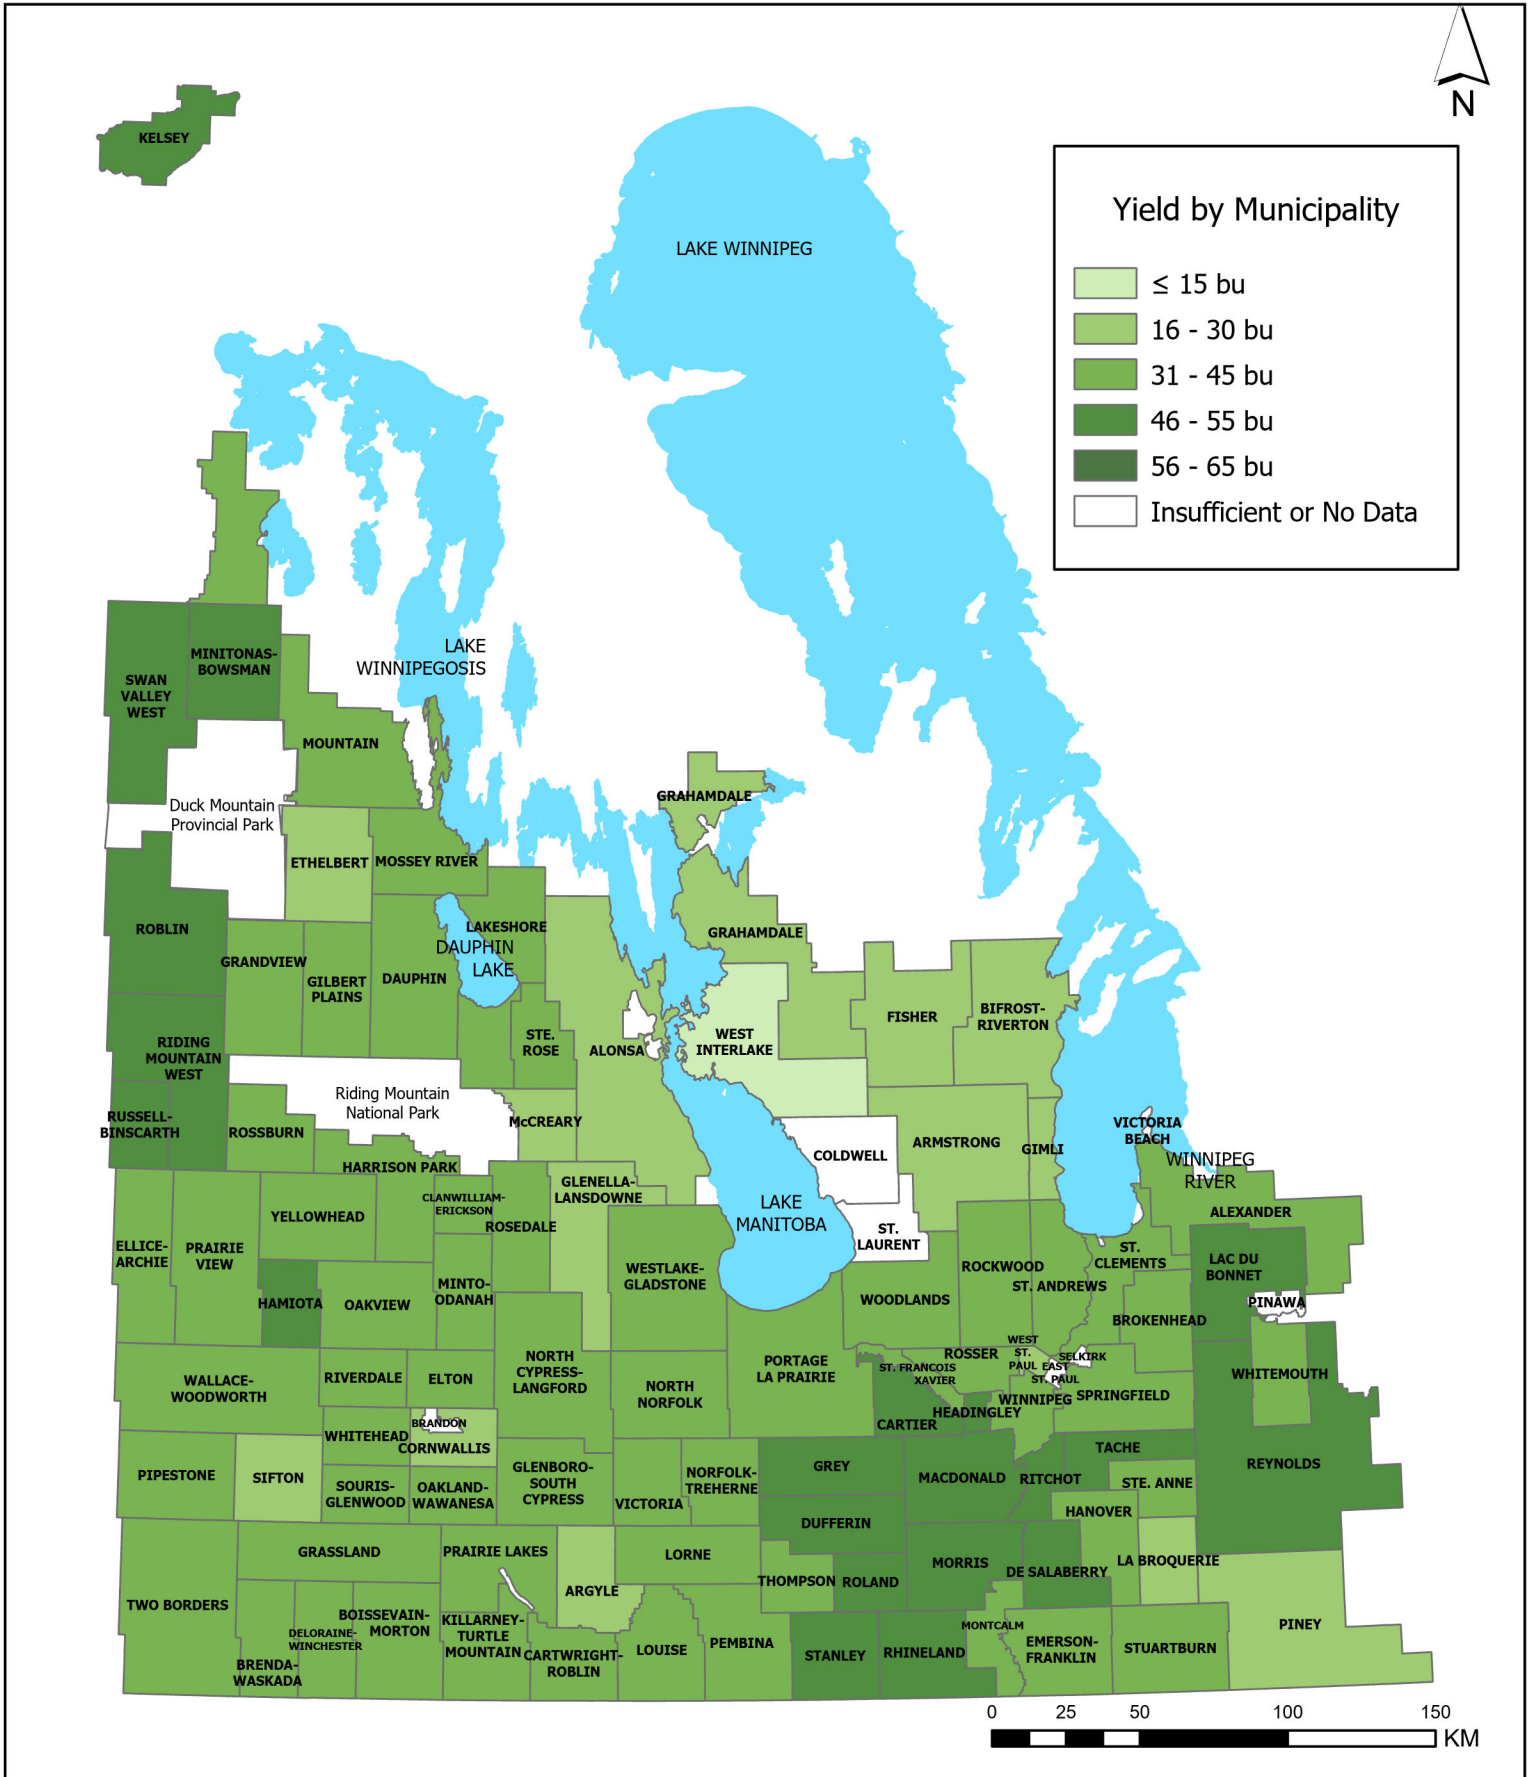 N
KELSEY
Yield by Municipality
≤ 15 bu
16 - 30 bu
31 - 45 bu
46 - 55 bu
56 - 65 bu
Insufficient or No Data
LAKE WINNIPEG
LAKE
WINNIPEGOSIS
MINITONAS-
BOWSMAN
SWAN
VALLEY
WEST
MOUNTAIN
Duck Mountain
Provincial Park
GRAHAMDALE
ETHELBERT
MOSSEY RIVER
ROBLIN
LAKESHORE
DAUPHIN
LAKE
GRAHAMDALE
GRANDVIEW
GILBERT
PLAINS
DAUPHIN
FISHER
BIFROST-
RIVERTON
RIDING
MOUNTAIN
WEST
STE.
ROSE
ALONSA
WEST
INTERLAKE
Riding Mountain
National Park
RUSSELL-
BINSCARTH
ROSSBURN
McCREARY
COLDWELL
ARMSTRONG
GIMLI
VICTORIA
BEACH
WINNIPEG
RIVER
HARRISON PARK
CLANWILLIAM-
ERICKSON
ROSEDALE
GLENELLA-
LANSDOWNE
LAKE
MANITOBA
ST.
LAURENT
ALEXANDER
YELLOWHEAD
ELLICE-
ARCHIE
PRAIRIE
VIEW
ST.
CLEMENTS
LAC DU
BONNET
ROCKWOOD
ST. ANDREWS
WESTLAKE-
GLADSTONE
MINTO-
ODANAH
HAMIOTA
OAKVIEW
WOODLANDS
PINAWA
BROKENHEAD
WEST
ST.
PAUL
ROSSER
SELKIRK
EAST
ST. PAUL
ST. FRANCOIS
XAVIER
PORTAGE
LA PRAIRIE
NORTH
CYPRESS-
LANGFORD
NORTH
NORFOLK
WALLACE-
WOODWORTH
RIVERDALE
ELTON
WHITEMOUTH
SPRINGFIELD
WINNIPEG
HEADINGLEY
CARTIER
BRANDON
WHITEHEAD
CORNWALLIS
PIPESTONE
SIFTON
SOURIS-
GLENWOOD
OAKLAND-
WAWANESA
GLENBORO-
SOUTH
CYPRESS
VICTORIA
NORFOLK-
TREHERNE
GREY
MACDONALD
RITCHOT
TACHE
STE. ANNE
REYNOLDS
HANOVER
DUFFERIN
GRASSLAND
PRAIRIE LAKES
LORNE
ARGYLE
THOMPSON
ROLAND
MORRIS
DE SALABERRY
LA BROQUERIE
TWO BORDERS
BRENDA-
WASKADA
DELORAINE-
WINCHESTER
BOISSEVAIN-
MORTON
KILLARNEY-
TURTLE
MOUNTAIN
CARTWRIGHT-
ROBLIN
LOUISE
PEMBINA
STANLEY
RHINELAND
MONTCALM
EMERSON-
FRANKLIN
STUARTBURN
PINEY
0 25 50 100 150
KM